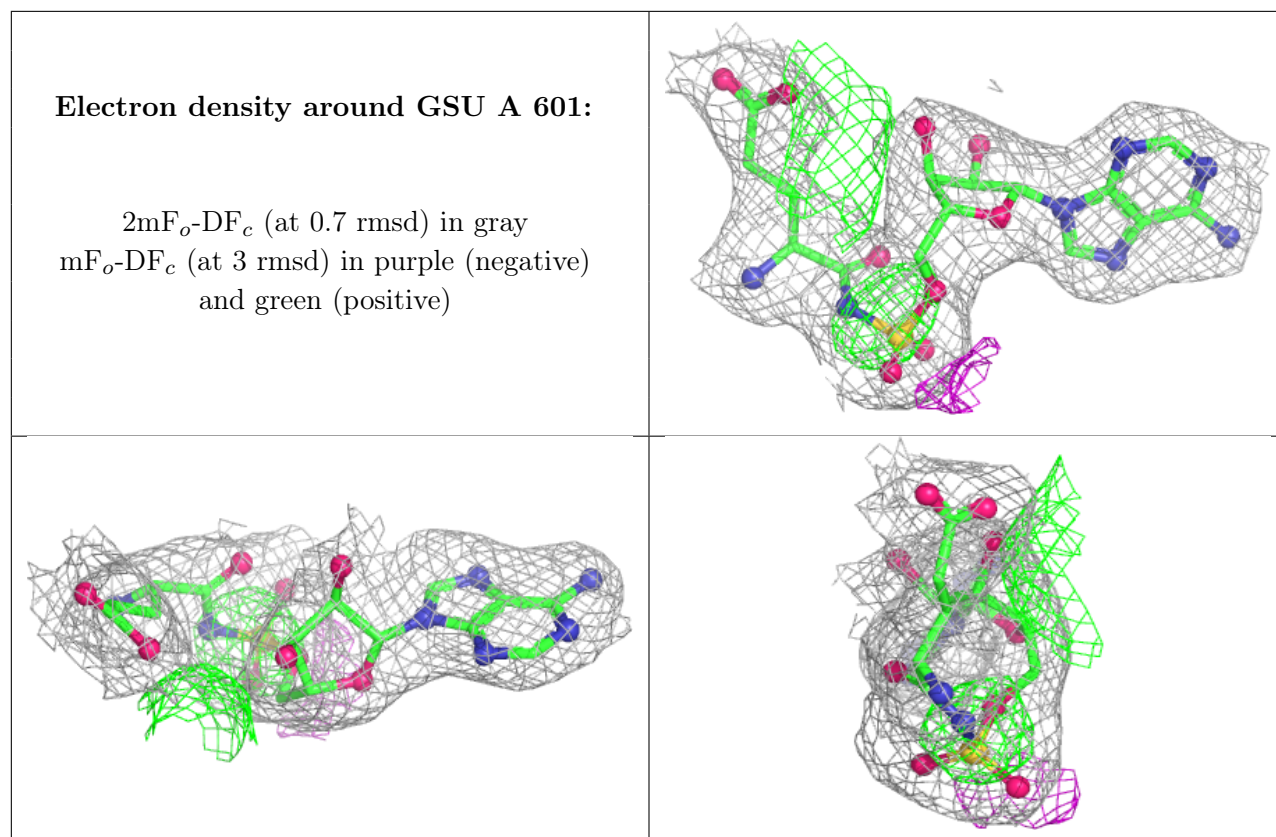 Electron density around GSU A 601:
2mFₒ-DF𝒸 (at 0.7 rmsd) in gray
mFₒ-DF𝒸 (at 3 rmsd) in purple (negative)
and green (positive)